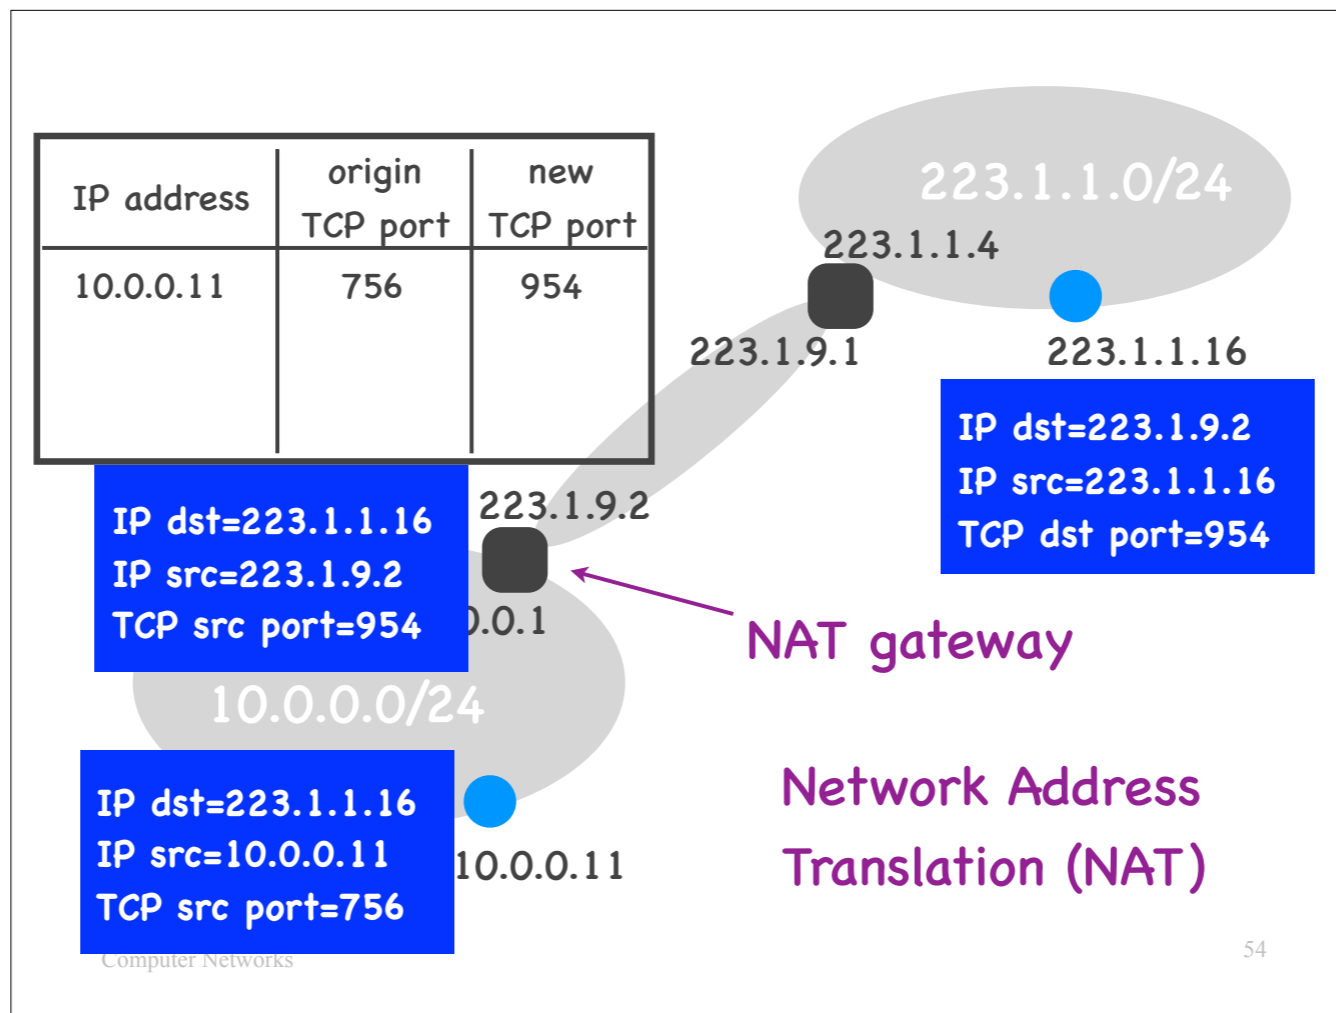 IP address
origin
TCP port
new
TCP port
10.0.0.11
756
954
223.1.1.0/24
223.1.1.4
223.1.9.1
223.1.1.16
IP dst=223.1.9.2
IP src=223.1.1.16
TCP dst port=954
IP dst=223.1.1.16
IP src=223.1.9.2
TCP src port=954
223.1.9.2
.0.1
NAT gateway
10.0.0.0/24
IP dst=223.1.1.16
IP src=10.0.0.11
TCP src port=756
10.0.0.11
Network Address
Translation (NAT)
Computer Networks
54